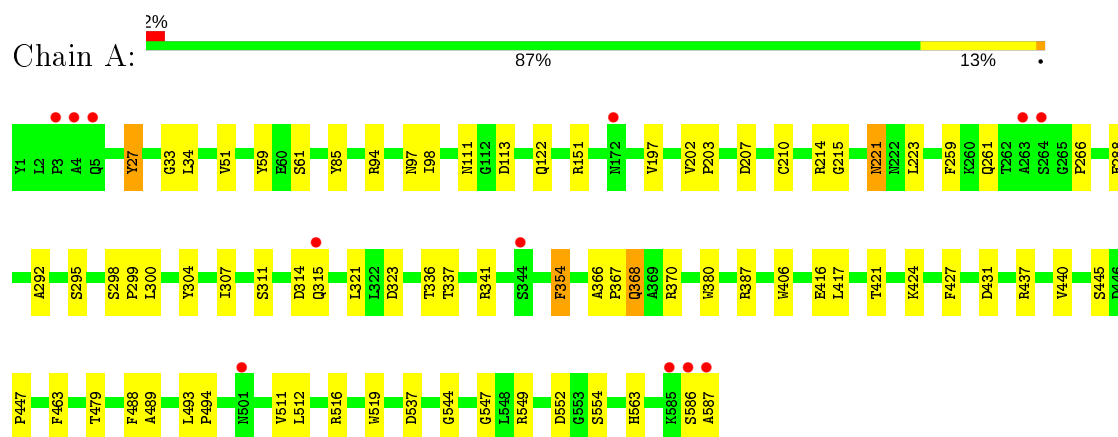 2%
Chain A:
87% 13% •
Y1 L2 P3 A4 Q5 Y27 G33 L34 V51 Y59 E60 S61 Y85 R94 N97 I98 N111 G112 D113 Q122 R151 N172 V197 V202 P203 D207 C210 R214 G215 N221 N222 L223 F259 K260 Q261 T262 A263 S264 G265 P266
A292 S295 S298 P299 L300 Y304 I307 S311 D314 Q315 L321 L322 D323 T336 T337 R341 S344 F354 A366 P367 Q368 A369 R370 W380 R387 W406 E416 L417 T421 K424 F427 D431 R437 V440 S445
P447 F463 T479 F488 A489 L493 P494 N501 V511 L512 R516 W519 D537 G544 G547 L548 R549 D552 G553 S554 H563 K585 S586 A587